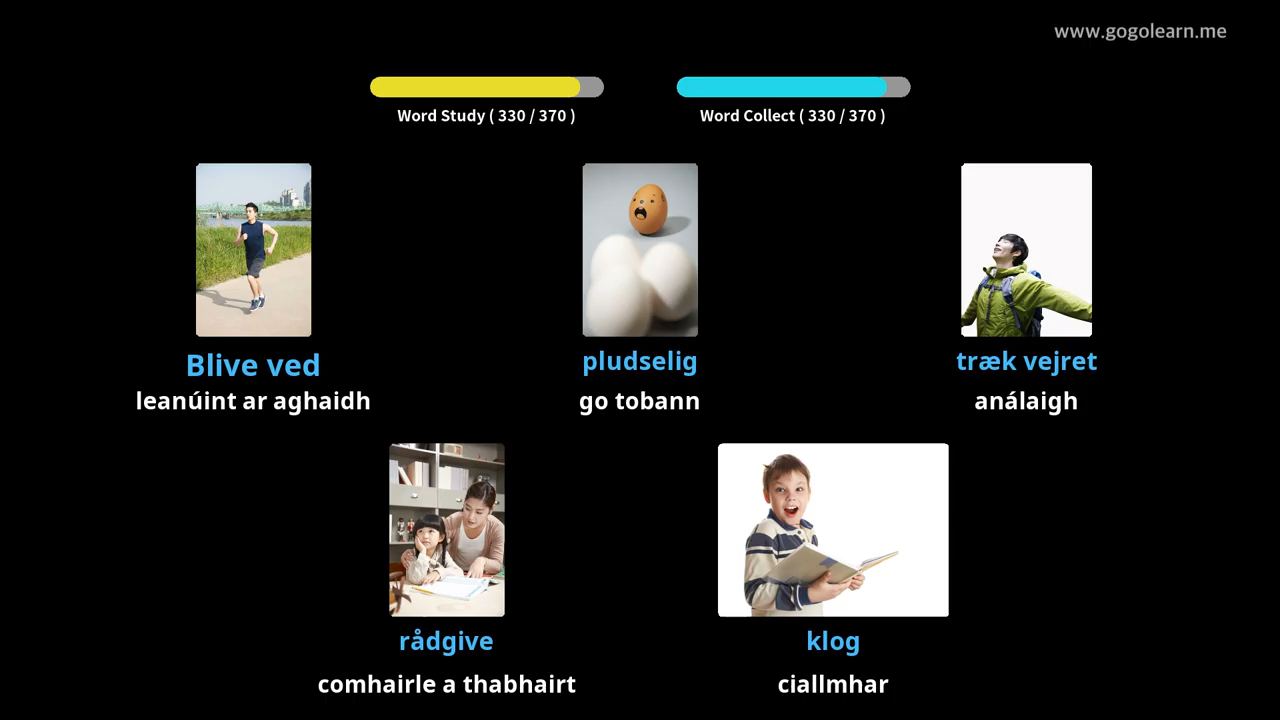 www.gogolearn.me
Word Study ( 330 / 370 )
Word Collect ( 330 / 370 )
Blive ved
leanúint ar aghaidh
pludselig
go tobann
træk vejret
análaigh
rådgive
comhairle a thabhairt
klog
ciallmhar